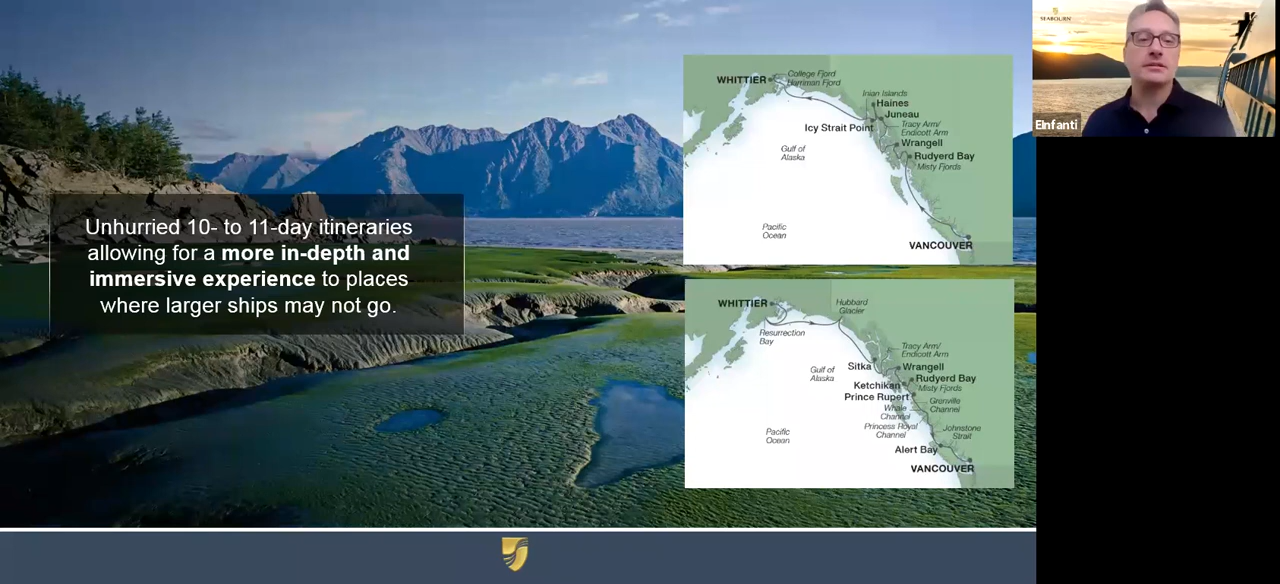 Unhurried 10- to 11-day itineraries
allowing for a more in-depth and
immersive experience to places
where larger ships may not go.
WHITTIER
College Fjord
Harriman Fjord
Inian Islands
Haines
Juneau
Icy Strait Point
Tracy Arm/
Endicott Arm
Wrangell
Gulf of
Alaska
Rudyerd Bay
Misty Fjords
Pacific
Ocean
VANCOUVER
WHITTIER
Hubbard
Glacier
Resurrection
Bay
Tracy Arm/
Endicott Arm
Sitka
Wrangell
Gulf of
Alaska
Rudyerd Bay
Ketchikan
Misty Fjords
Prince Rupert
Grenville
Channel
Whale
Channel
Princess Royal
Channel
Johnstone
Strait
Pacific
Ocean
Alert Bay
VANCOUVER
SEABOURN
EInfanti